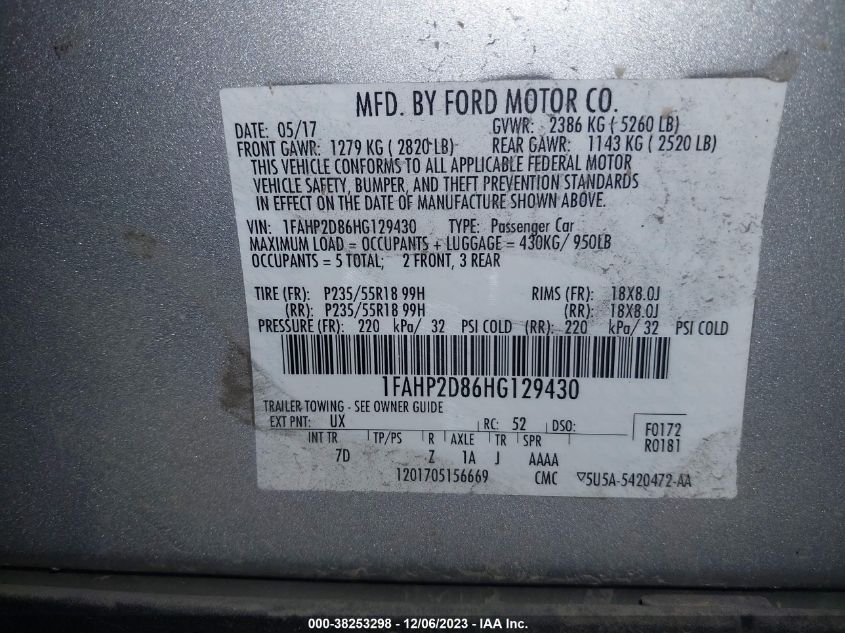 MFD. BY FORD MOTOR CO.
DATE: 05/17 GVWR: 2386 KG ( 5260 LB)
FRONT GAWR: 1279 KG ( 2820 LB) REAR GAWR: 1143 KG ( 2520 LB)
THIS VEHICLE CONFORMS TO ALL APPLICABLE FEDERAL MOTOR
VEHICLE SAFETY, BUMPER, AND THEFT PREVENTION STANDARDS
IN EFFECT ON THE DATE OF MANUFACTURE SHOWN ABOVE.
VIN: 1FAHP2D86HG129430 TYPE: Passenger Car
MAXIMUM LOAD = OCCUPANTS + LUGGAGE = 430KG/ 950LB
OCCUPANTS = 5 TOTAL; 2 FRONT, 3 REAR
TIRE (FR): P235/55R18 99H RIMS (FR): 18X8.0J
(RR): P235/55R18 99H (RR): 18X8.0J
PRESSURE (FR): 220 kPa/ 32 PSI COLD (RR): 220 kPa/ 32 PSI COLD
1FAHP2D86HG129430
TRAILER TOWING - SEE OWNER GUIDE
EXT PNT: UX RC: 52 DSO: F0172
INT TR TP/PS R AXLE TR SPR R0181
7D Z 1A J AAAA
1201705156669 CMC ▽5U5A-5420472-AA
000-38253298 - 12/06/2023 - IAA Inc.